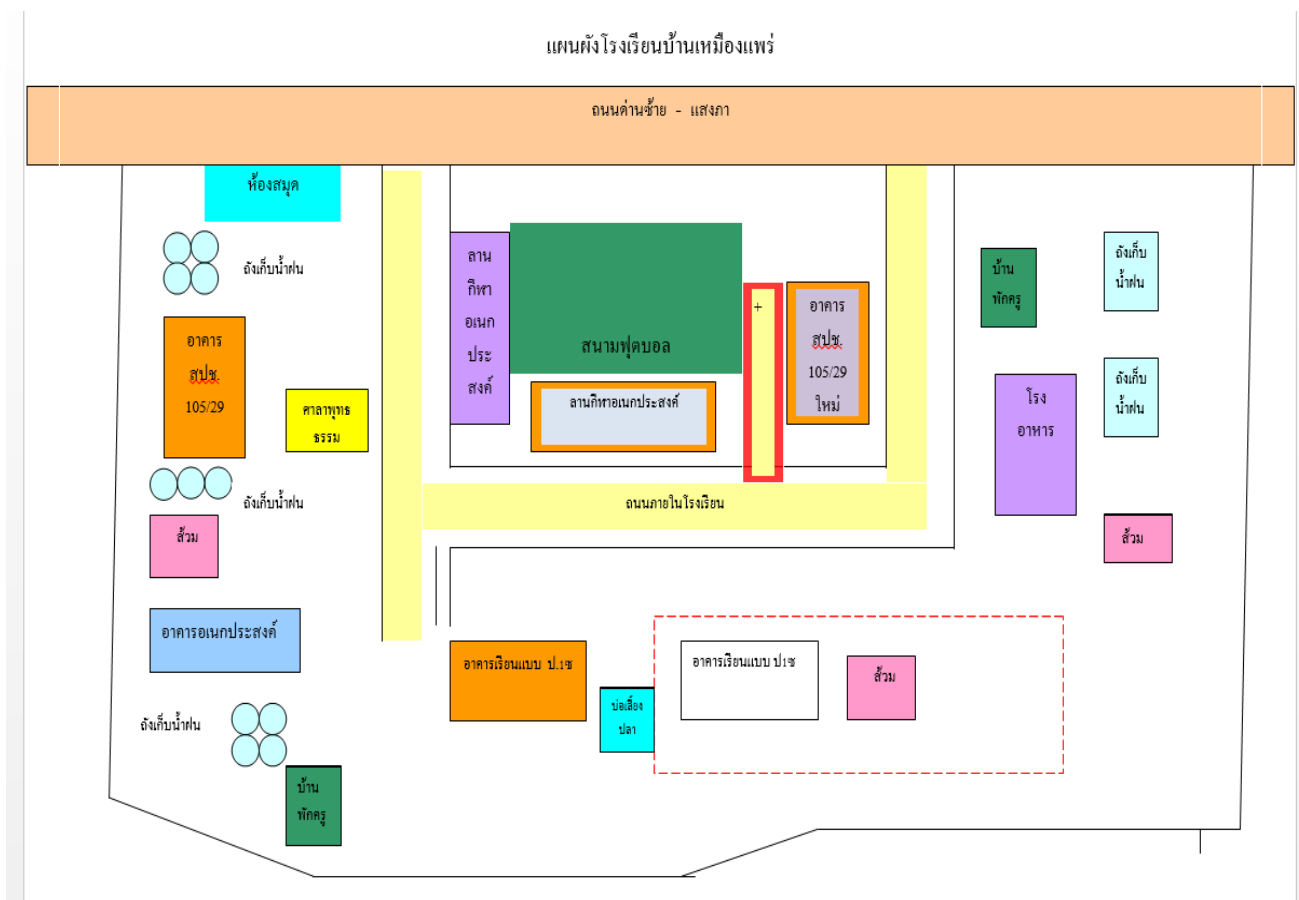 แผนผังโรงเรียนบ้านเหมืองแพร่
ถนนด่านซ้าย - แสงภา
ห้องสมุด
ถังเก็บน้ำฝน
อาคาร
สปช.
105/29
ศาลาพุทธ
ธรรม
ถังเก็บน้ำฝน
ส้วม
อาคารอเนกประสงค์
ถังเก็บน้ำฝน
บ้าน
พักครู
ลาน
กีฬา
อเนก
ประ
สงค์
สนามฟุตบอล
ลานกีฬาอเนกประสงค์
+
อาคาร
สปช.
105/29
ใหม่
ถนนภายในโรงเรียน
บ้าน
พักครู
ถังเก็บ
น้ำฝน
โรง
อาหาร
ถังเก็บ
น้ำฝน
ส้วม
อาคารเรียนแบบ ป.1ซ
บ่อเลี้ยง
ปลา
อาคารเรียนแบบ ป1ซ
ส้วม